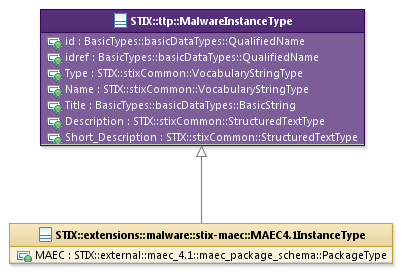 STIX::ttp::MalwareInstanceType
id : BasicTypes::basicDataTypes::QualifiedName
idref : BasicTypes::basicDataTypes::QualifiedName
Type : STIX::stixCommon::VocabularyStringType
Name : STIX::stixCommon::VocabularyStringType
Title : BasicTypes::basicDataTypes::BasicString
Description : STIX::stixCommon::StructuredTextType
Short_Description : STIX::stixCommon::StructuredTextType
STIX::extensions::malware::stix-maec::MAEC4.1InstanceType
MAEC : STIX::external::maec_4.1::maec_package_schema::PackageType